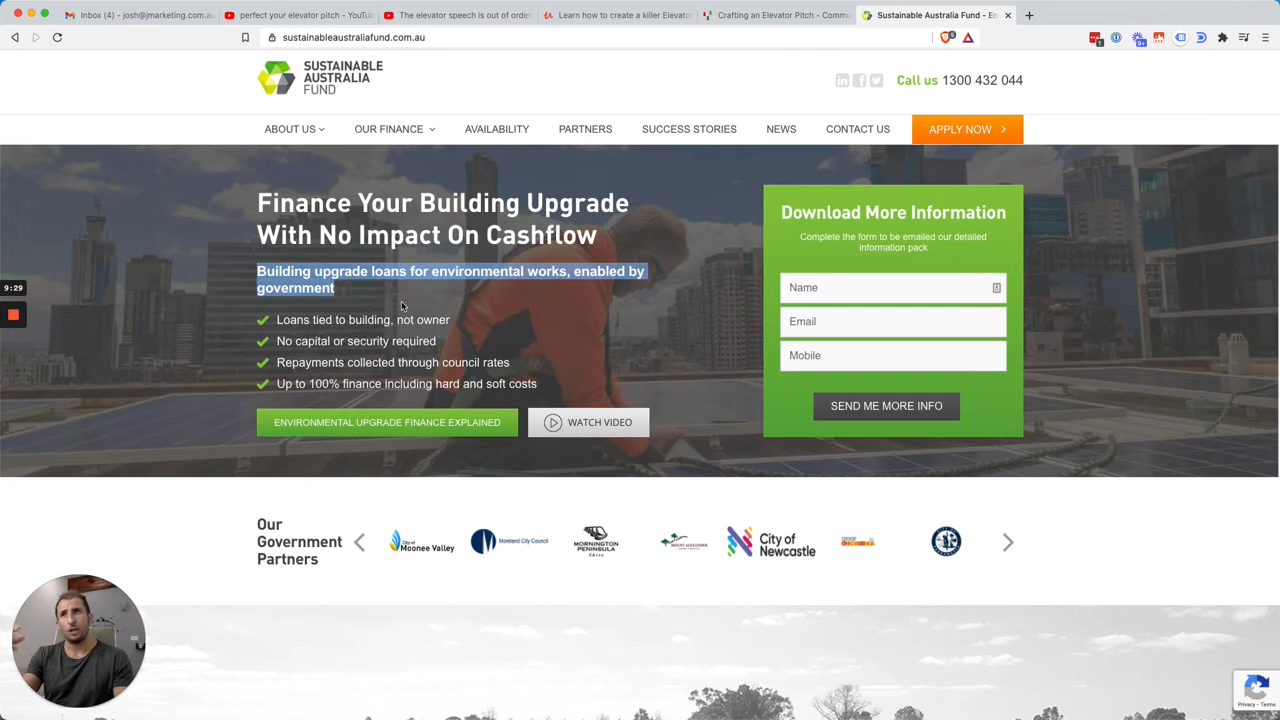 Inbox (4) - josh@jmarketing.com.au
perfect your elevator pitch - YouTu
The elevator speech is out of order
Learn how to create a killer Elevator
Crafting an Elevator Pitch - Commu
Sustainable Australia Fund - En
sustainableaustraliafund.com.au
SUSTAINABLE
AUSTRALIA
FUND
Call us 1300 432 044
ABOUT US
OUR FINANCE
AVAILABILITY
PARTNERS
SUCCESS STORIES
NEWS
CONTACT US
APPLY NOW
Finance Your Building Upgrade
With No Impact On Cashflow
Building upgrade loans for environmental works, enabled by
government
Loans tied to building, not owner
No capital or security required
Repayments collected through council rates
Up to 100% finance including hard and soft costs
ENVIRONMENTAL UPGRADE FINANCE EXPLAINED
WATCH VIDEO
Download More Information
Complete the form to be emailed our detailed
information pack
Name
Email
Mobile
SEND ME MORE INFO
9:29
Our
Government
Partners
City of
Moonee Valley
Moreland City Council
MORNINGTON
PENINSULA
Shire
MOUNT ALEXANDER
City of
Newcastle
Privacy - Terms